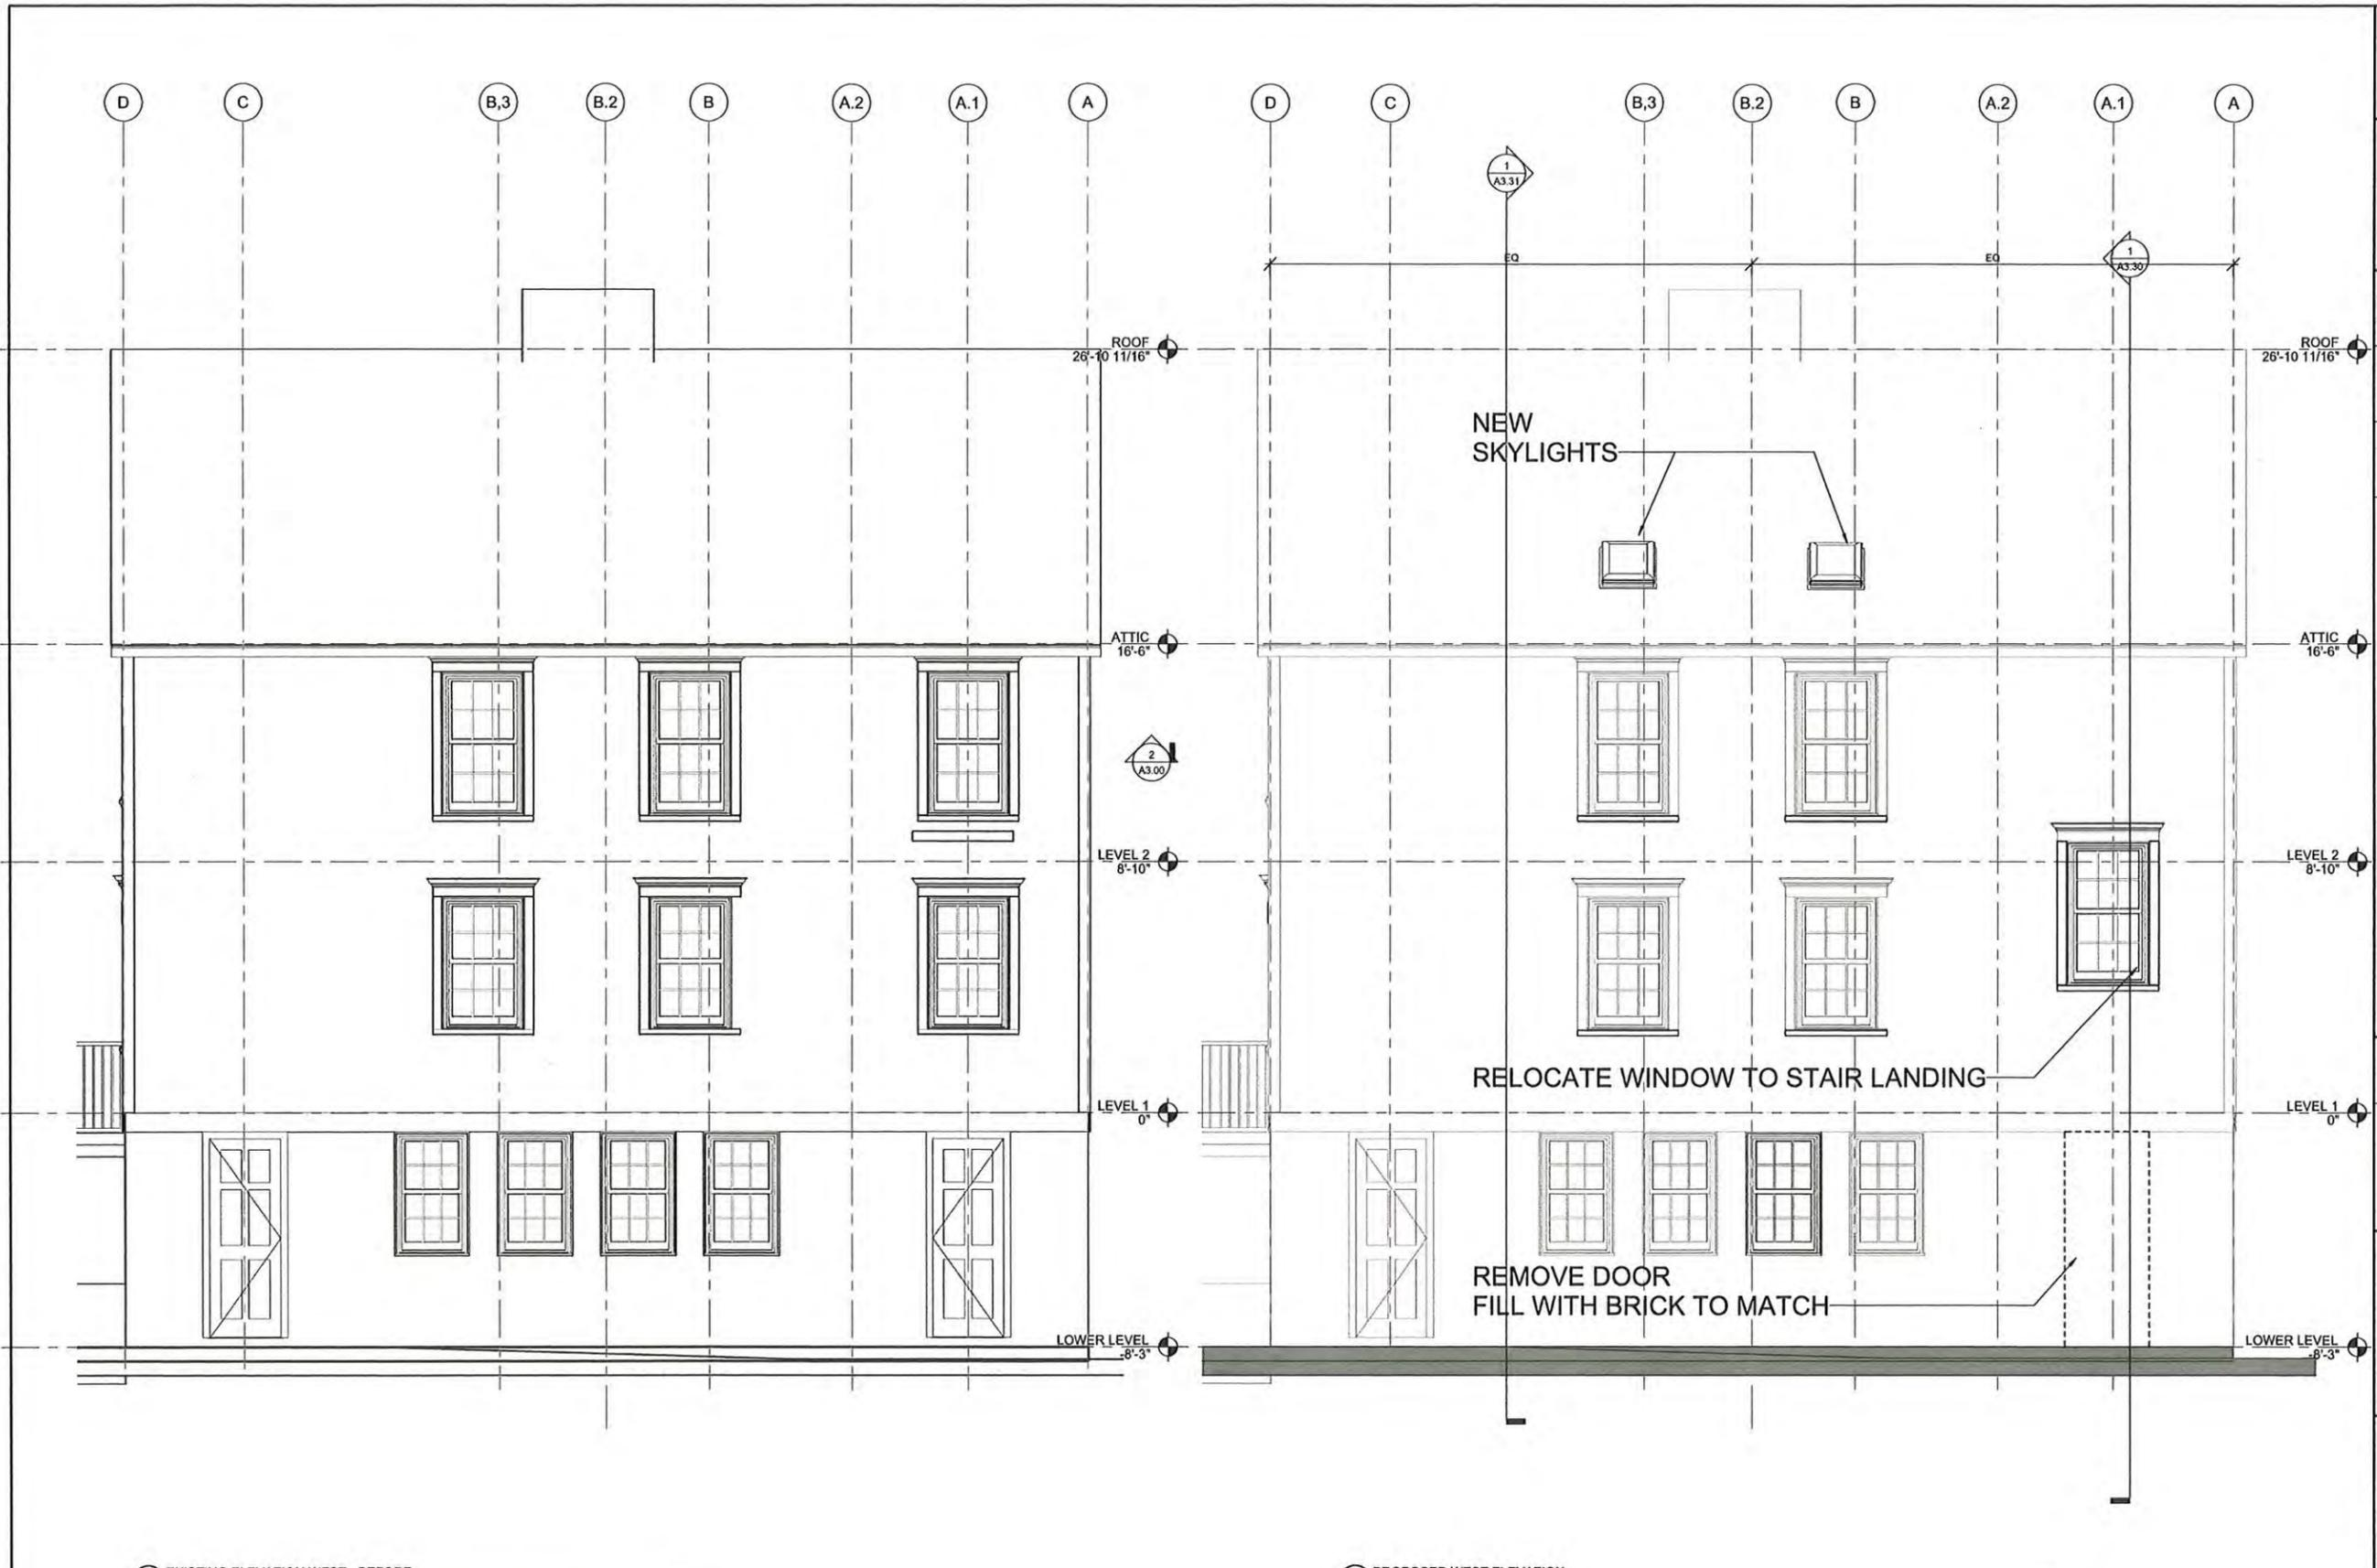 D C B,3 B.2 B A.2 A.1 A
D C B,3 B.2 B A.2 A.1 A
1
A3.31
1
A3.30
EQ EQ
ROOF
26'-10 11/16"
ROOF
26'-10 11/16"
NEW
SKYLIGHTS
ATTIC
16'-6"
ATTIC
16'-6"
2
A3.00
LEVEL 2
8'-10"
LEVEL 2
8'-10"
RELOCATE WINDOW TO STAIR LANDING
LEVEL 1
0"
LEVEL 1
0"
REMOVE DOOR
FILL WITH BRICK TO MATCH
LOWER LEVEL
-8'-3"
LOWER LEVEL
-8'-3"